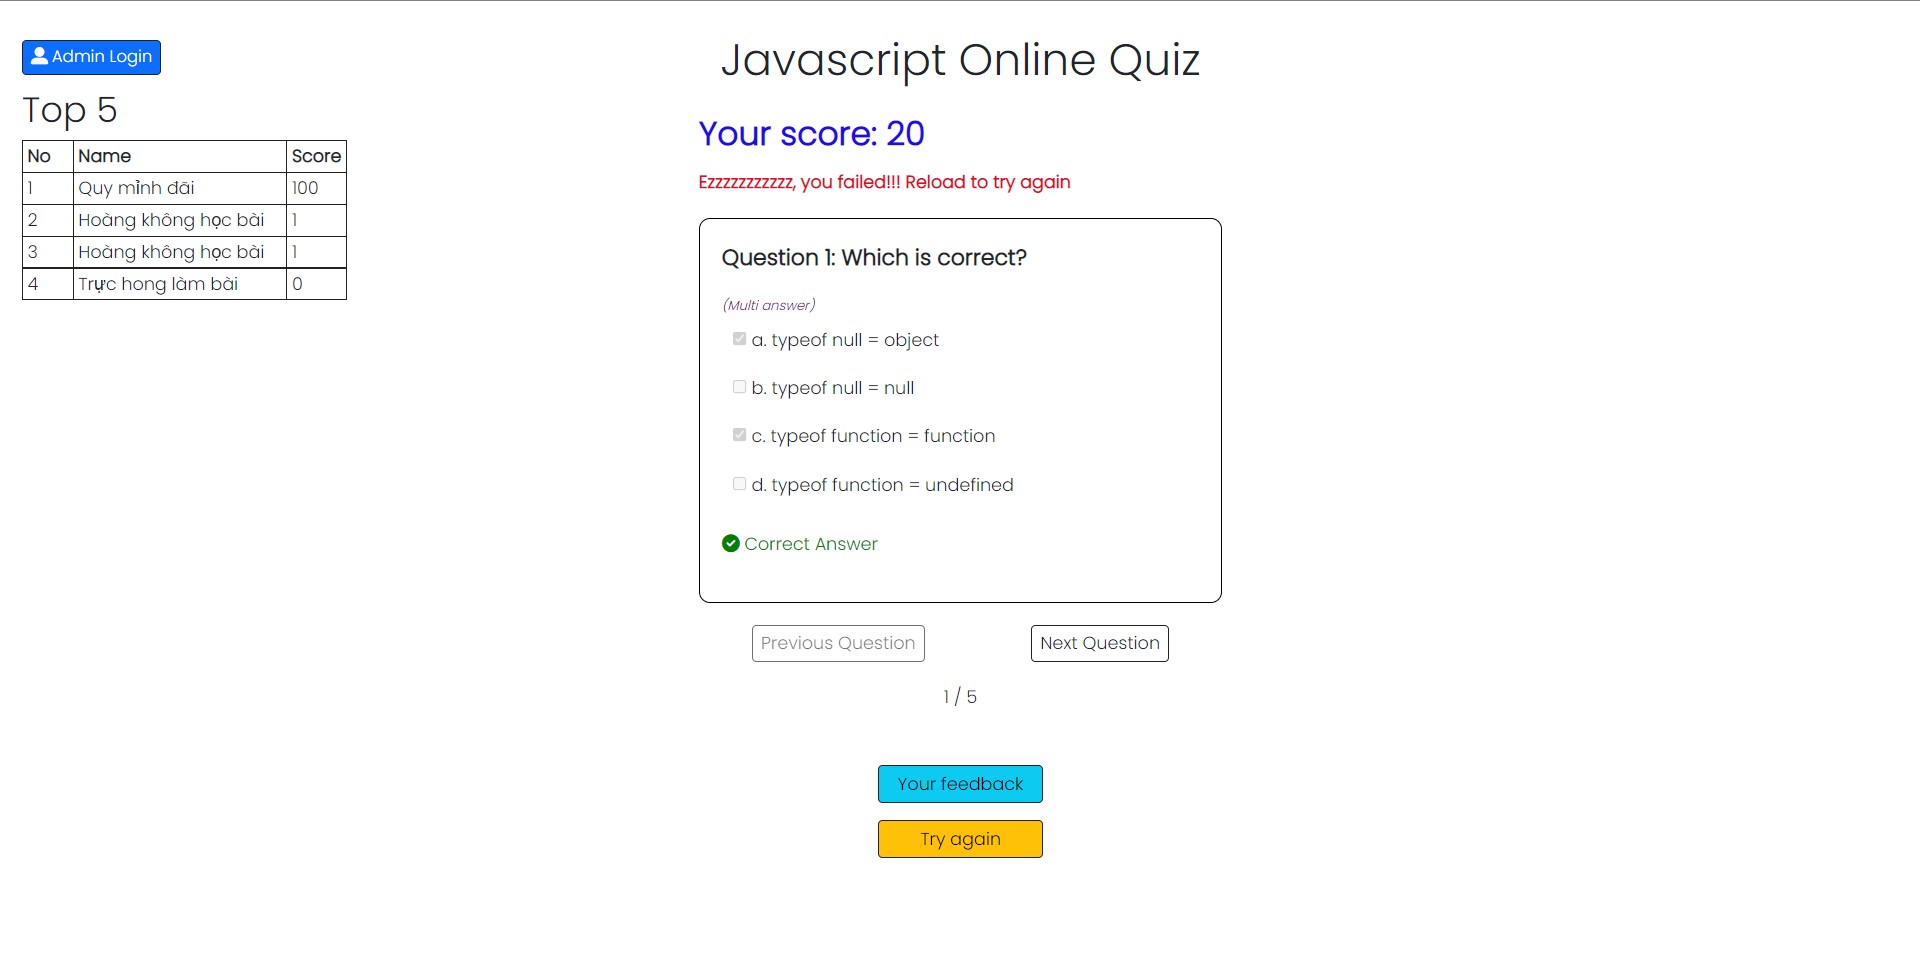 Admin Login
Javascript Online Quiz
Top 5
No Name Score
1 Quy mỉnh đãi 100
2 Hoàng không học bài 1
3 Hoàng không học bài 1
4 Trực hong làm bài 0
Your score: 20
Ezzzzzzzzzzz, you failed!!! Reload to try again
Question 1: Which is correct?
(Multi answer)
a. typeof null = object
b. typeof null = null
c. typeof function = function
d. typeof function = undefined
Correct Answer
Previous Question Next Question
1 / 5
Your feedback
Try again